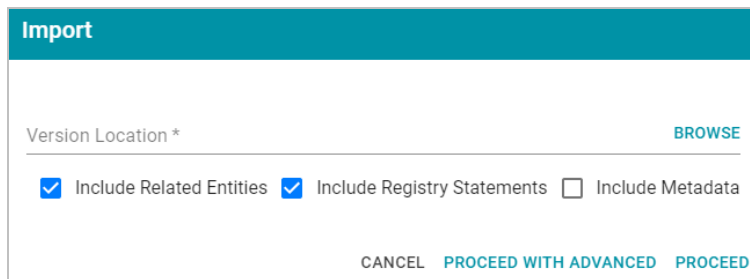 Import
Version Location * BROWSE
Include Related Entities Include Registry Statements Include Metadata
CANCEL PROCEED WITH ADVANCED PROCEED